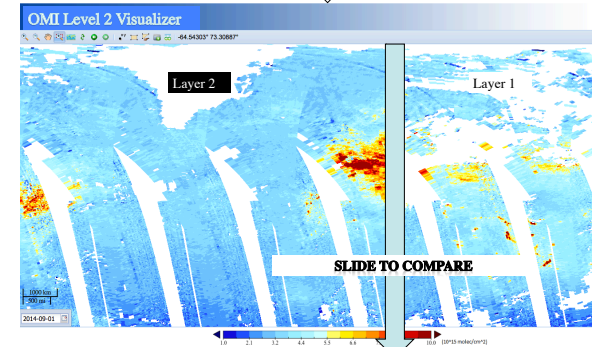 OMI Level 2 Visualizer
-64.54303° 73.30887°
Layer 2
Layer 1
SLIDE TO COMPARE
1000 km
500 mi
2014-09-01
1.0 2.1 3.2 4.4 5.5 6.6 10.0 [10^15 molec/cm^2]